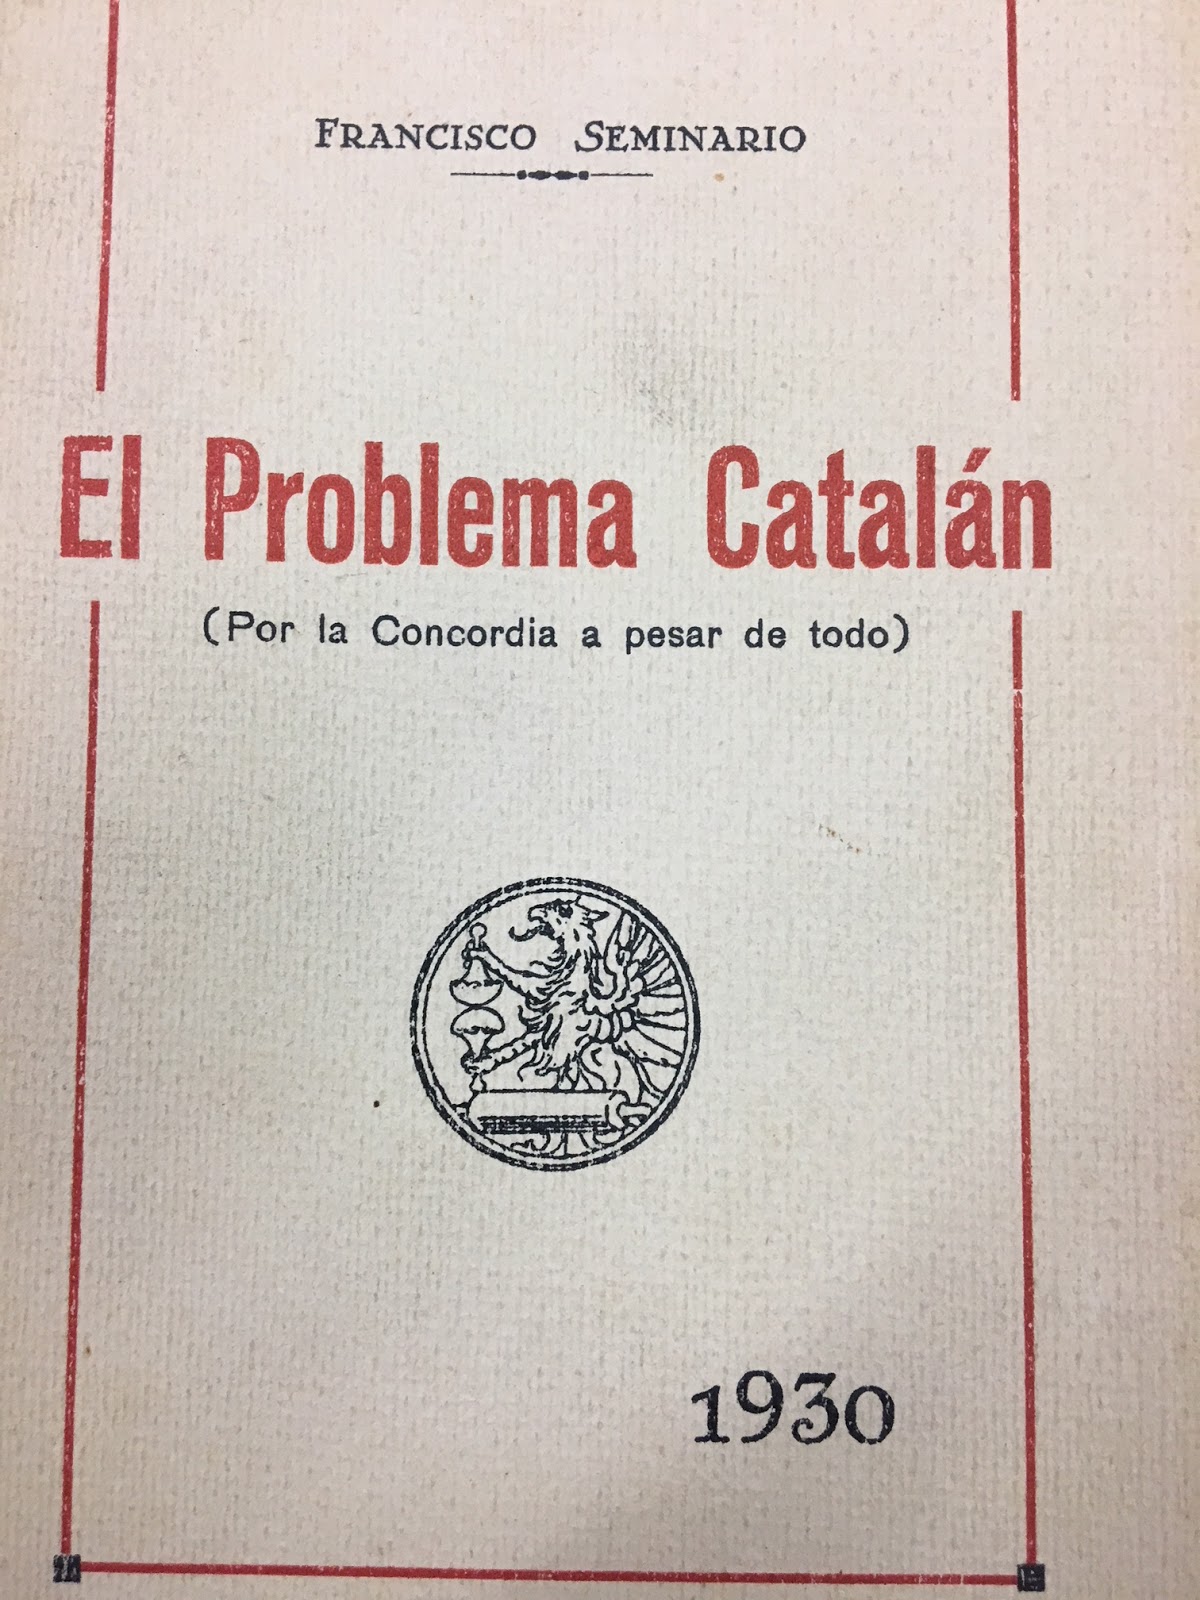 FRANCISCO SEMINARIO
El Problema Catalán
(Por la Concordia a pesar de todo)
1930